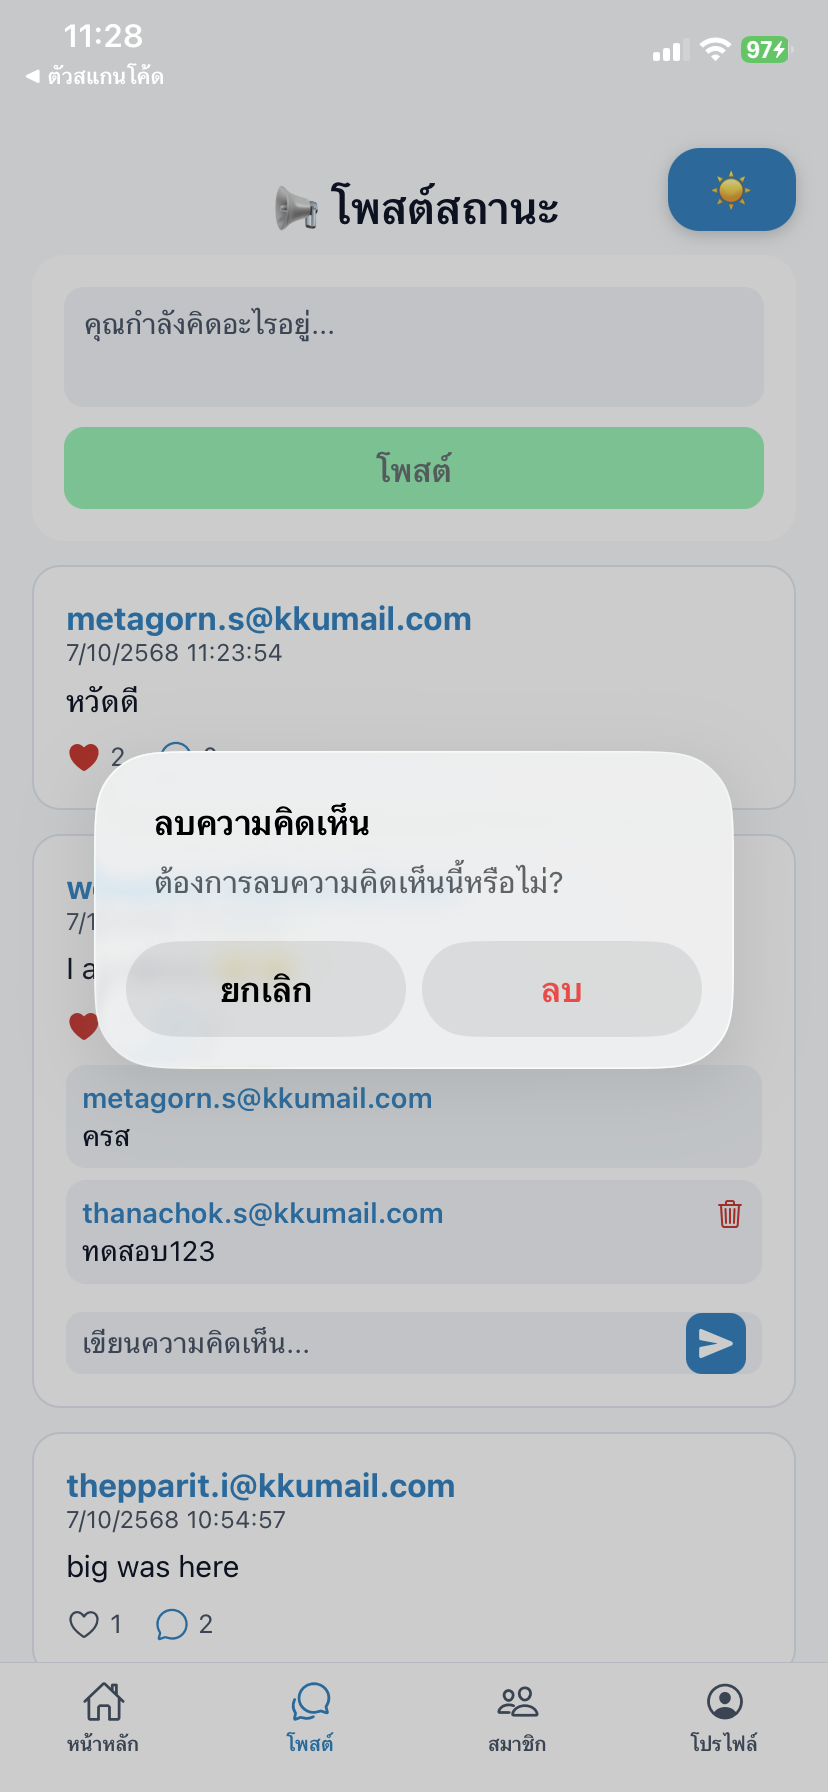 11:28
97
◀ ตัวสแกนโค้ด
โพสต์สถานะ
คุณกำลังคิดอะไรอยู่...
โพสต์
metagorn.s@kkumail.com
7/10/2568 11:23:54
หวัดดี
2
ลบความคิดเห็น
ต้องการลบความคิดเห็นนี้หรือไม่?
ยกเลิก
ลบ
7/1
I a
metagorn.s@kkumail.com
ครส
thanachok.s@kkumail.com
ทดสอบ123
เขียนความคิดเห็น...
thepparit.i@kkumail.com
7/10/2568 10:54:57
big was here
1 2
หน้าหลัก
โพสต์
สมาชิก
โปรไฟล์